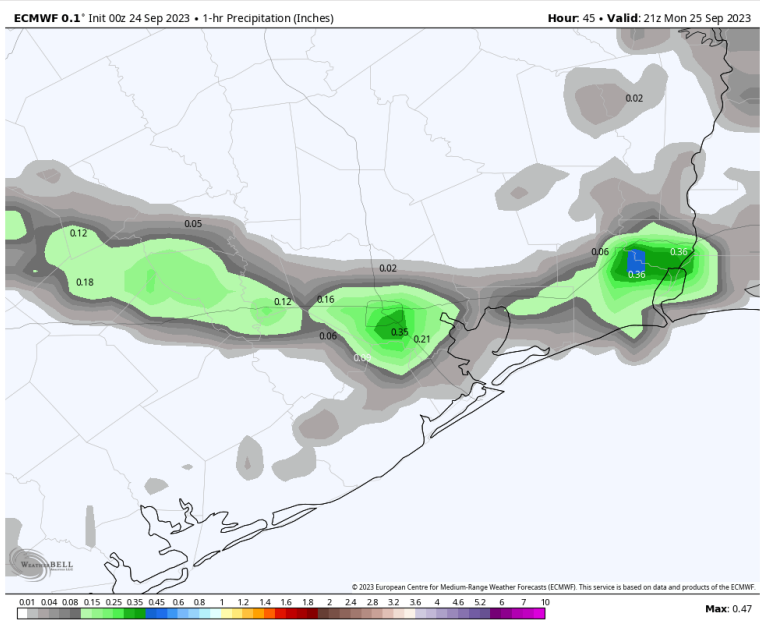 ECMWF 0.1° Init 00z 24 Sep 2023 • 1-hr Precipitation (Inches)
Hour: 45 • Valid: 21z Mon 25 Sep 2023
0.02
0.05
0.12
0.06
0.36
0.02
0.36
0.18
0.12
0.16
0.35
0.06
0.21
0.09
WEATHERBELL
© 2023 European Centre for Medium-Range Weather Forecasts (ECMWF). This service is based on data and products of the ECMWF.
0.01 0.04 0.08 0.15 0.25 0.35 0.45 0.6 0.8 1 1.2 1.4 1.6 1.8 2 2.4 2.8 3.2 3.6 4 4.6 5.2 6 7 10
Max: 0.47